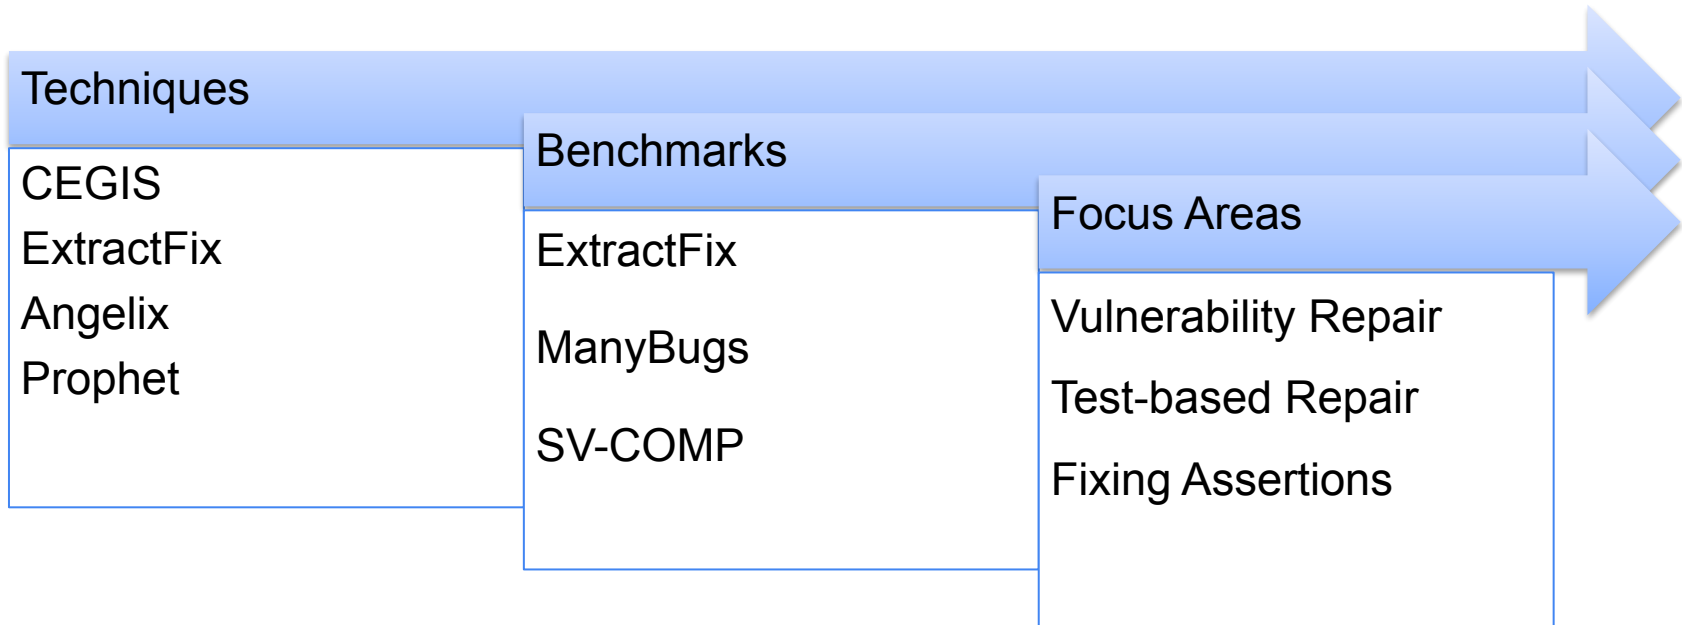 Techniques
CEGIS
ExtractFix
Angelix
Prophet
Benchmarks
ExtractFix
ManyBugs
SV-COMP
Focus Areas
Vulnerability Repair
Test-based Repair
Fixing Assertions